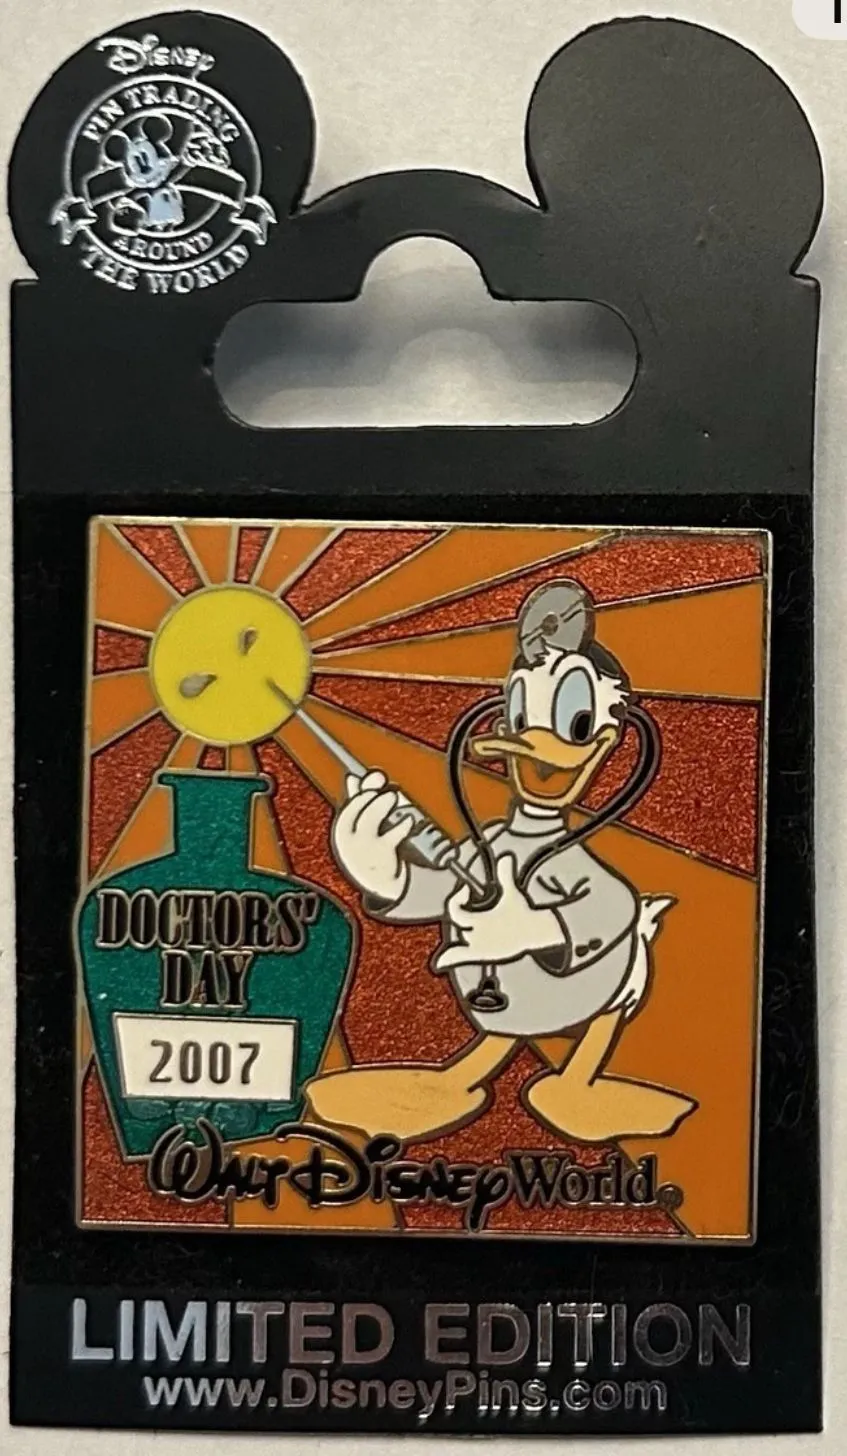 Disney
PIN TRADING
AROUND
THE WORLD
DOCTORS'
DAY
2007
Walt Disney World®
LIMITED EDITION
www.DisneyPins.com